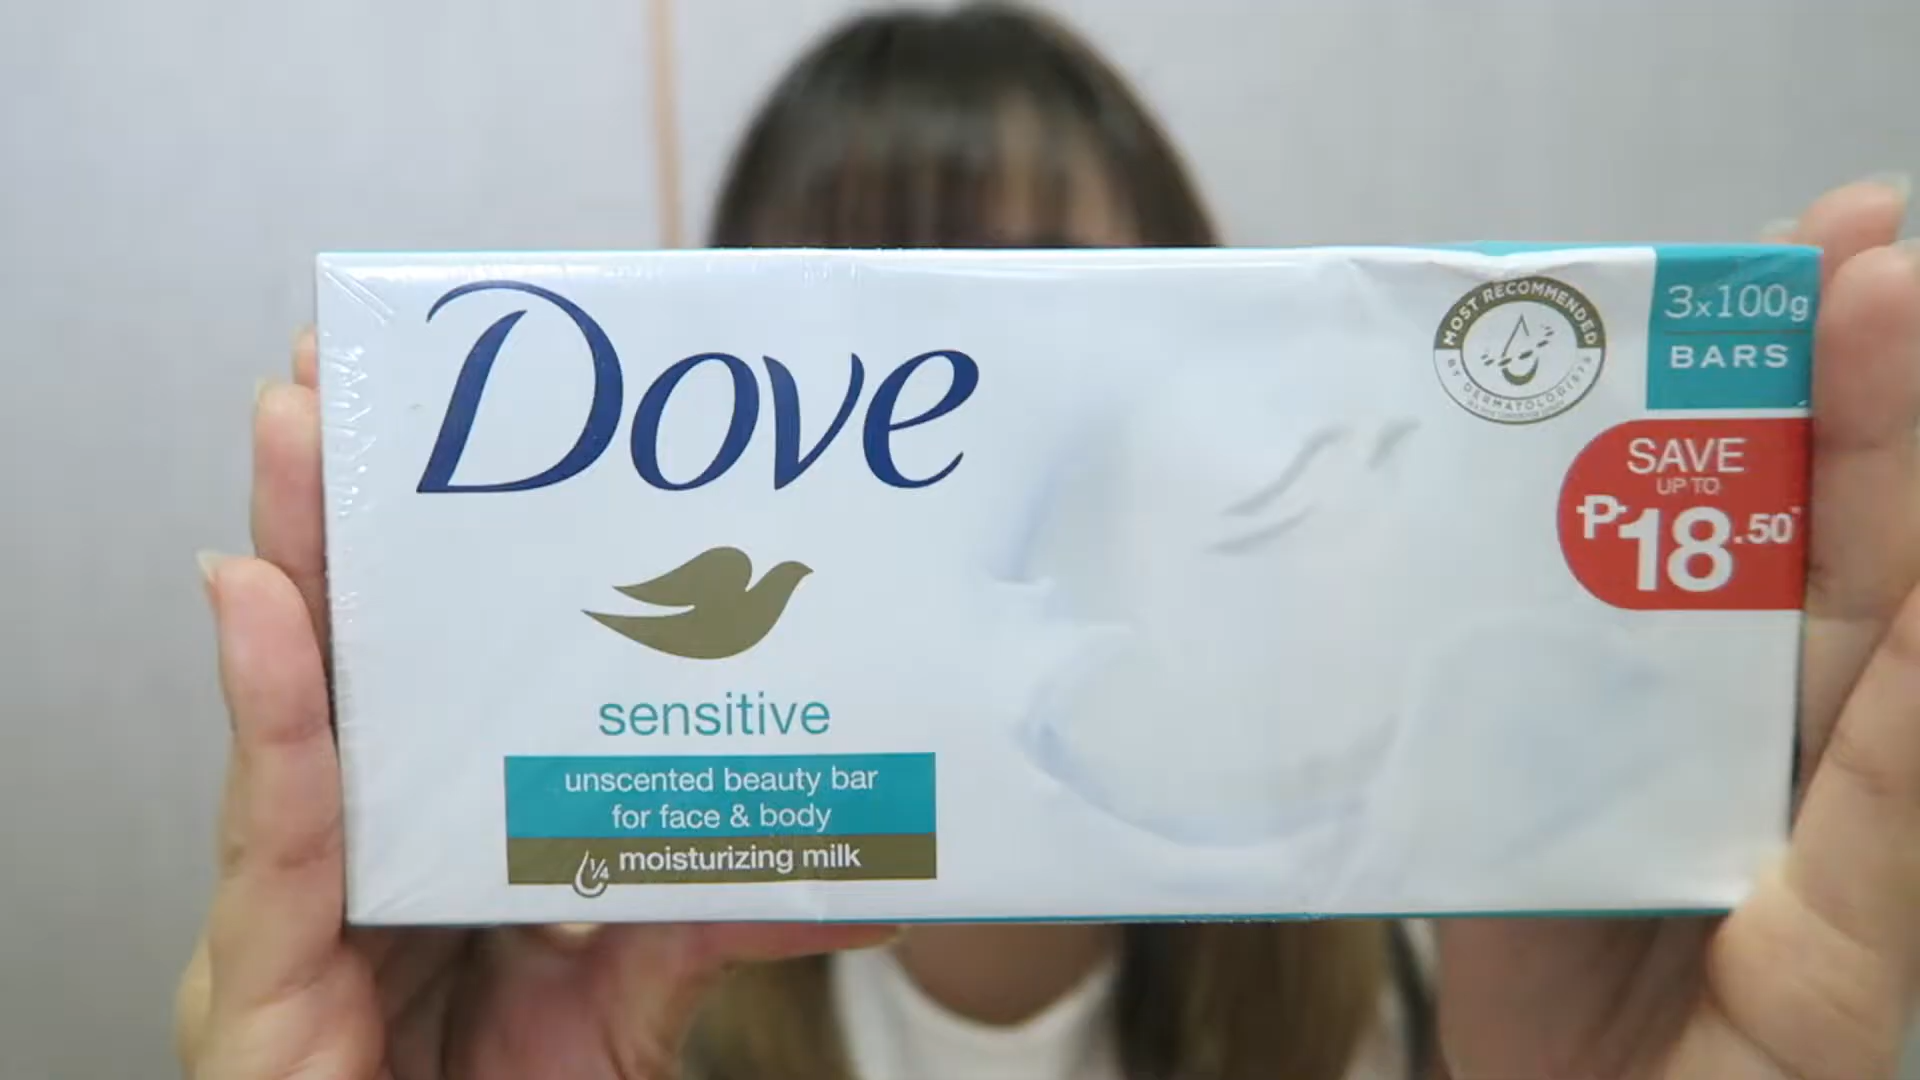 Dove
sensitive
unscented beauty bar
for face & body
1/4 moisturizing milk
MOST RECOMMENDED
BY DERMATOLOGISTS
3x100g
BARS
SAVE
UP TO
₱18.50